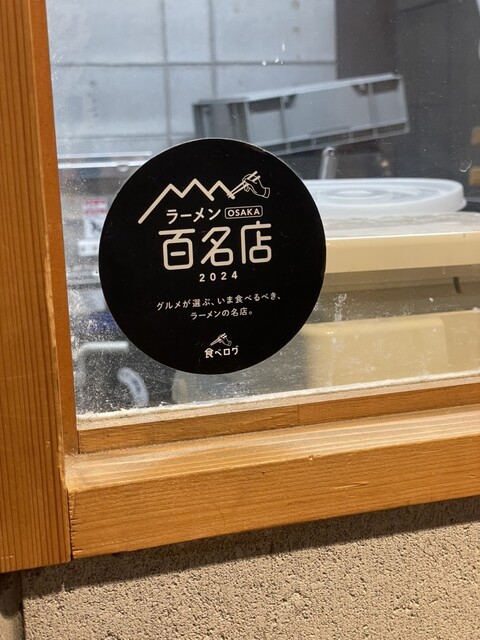 ラーメン OSAKA
百名店
2024
グルメが選ぶ、いま食べるべき、
ラーメンの名店。
食べログ